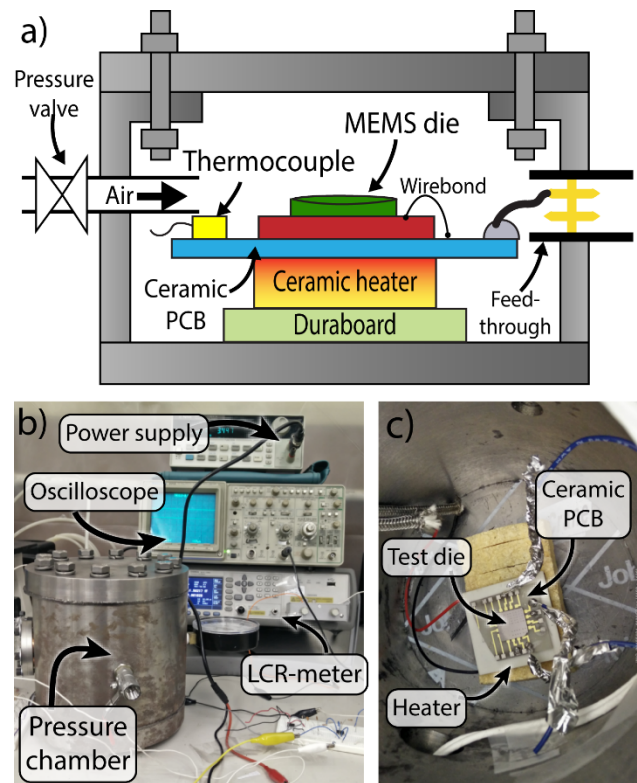 a)
Pressure
valve
Air
Thermocouple
MEMS die
Wirebond
Ceramic
PCB
Ceramic heater
Duraboard
Feed-
through
b)
Power supply
Oscilloscope
LCR-meter
Pressure
chamber
c)
Ceramic
PCB
Test die
Heater